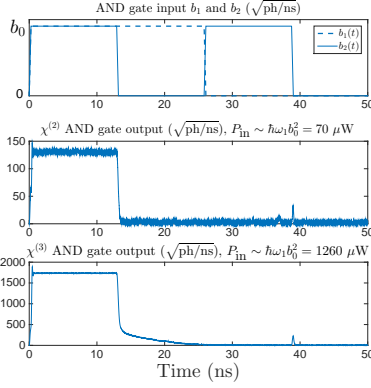 AND gate input b₁ and b₂ (√ph/ns)
b₀
0
b₁(t)
b₂(t)
0 10 20 30 40 50
χ⁽²⁾ AND gate output (√ph/ns), P_in ∼ ℏω₁b₀² = 70 μW
150
100
50
0
0 10 20 30 40 50
χ⁽³⁾ AND gate output (√ph/ns), P_in ∼ ℏω₁b₀² = 1260 μW
2000
1500
1000
500
0
0 10 20 30 40 50
Time (ns)